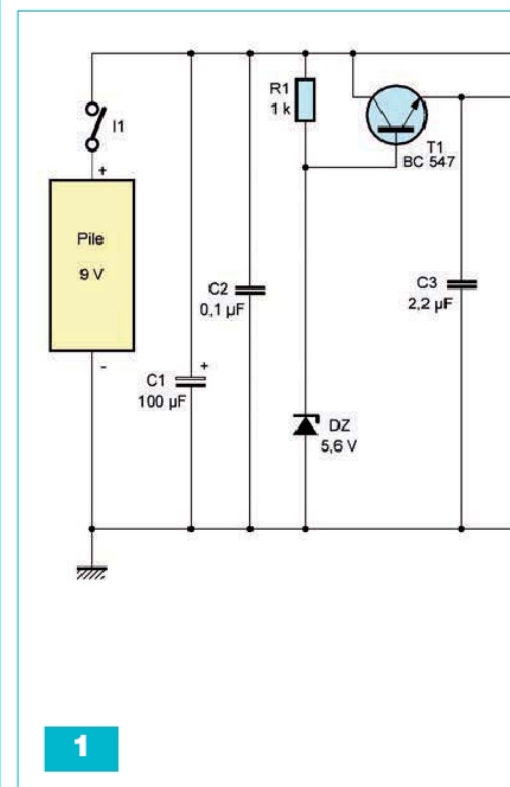 R1
1 k
I1
T1
BC 547
+
Pile
9 V
-
C2
0,1 µF
C3
2,2 µF
+
C1
100 µF
DZ
5,6 V
1